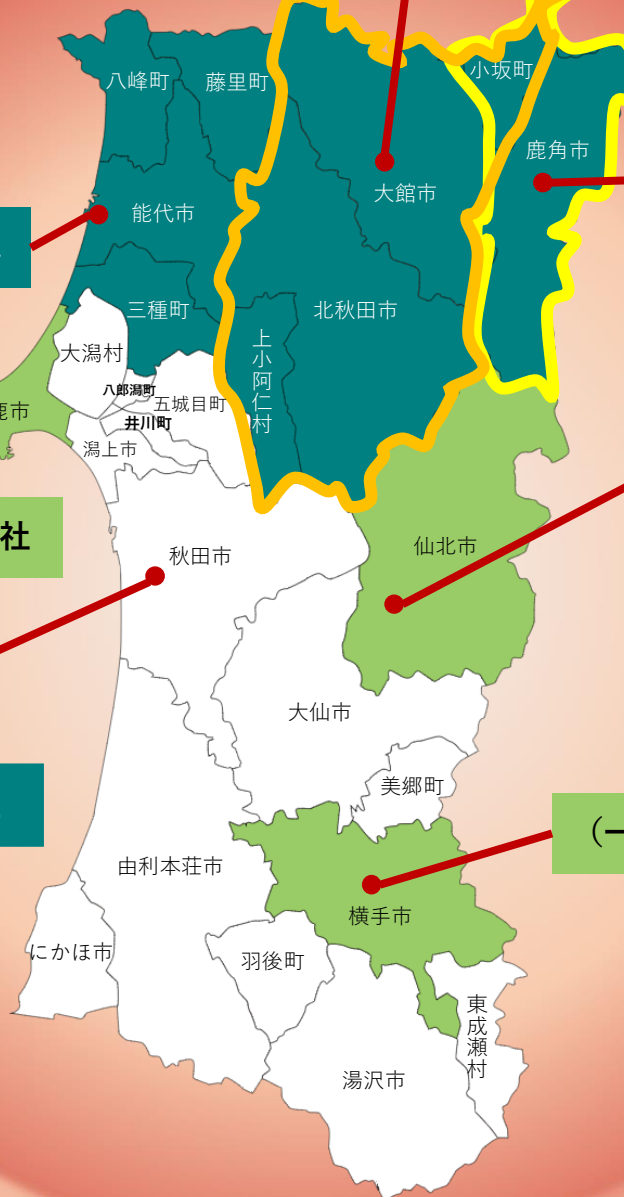 八峰町
藤里町
小坂町
鹿角市
大館市
能代市
三種町
北秋田市
上小阿仁村
大潟村
八郎潟町
五城目町
鹿市
井川町
潟上市
社
秋田市
仙北市
大仙市
美郷町
(一
由利本荘市
横手市
にかほ市
羽後町
東成瀬村
湯沢市